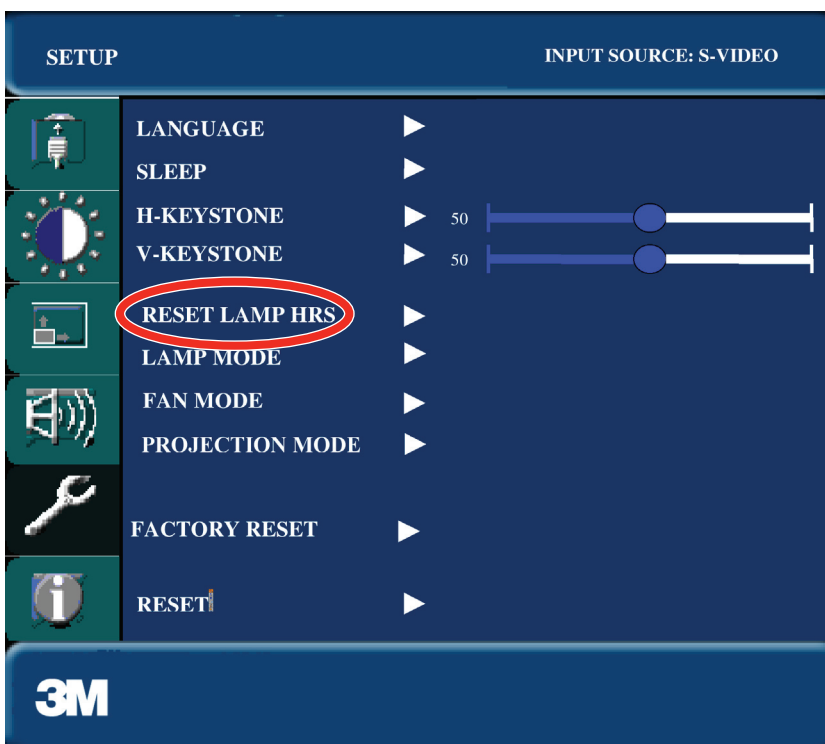 SETUP INPUT SOURCE: S-VIDEO
LANGUAGE
SLEEP
H-KEYSTONE 50
V-KEYSTONE 50
RESET LAMP HRS
LAMP MODE
FAN MODE
PROJECTION MODE
FACTORY RESET
RESET
3M